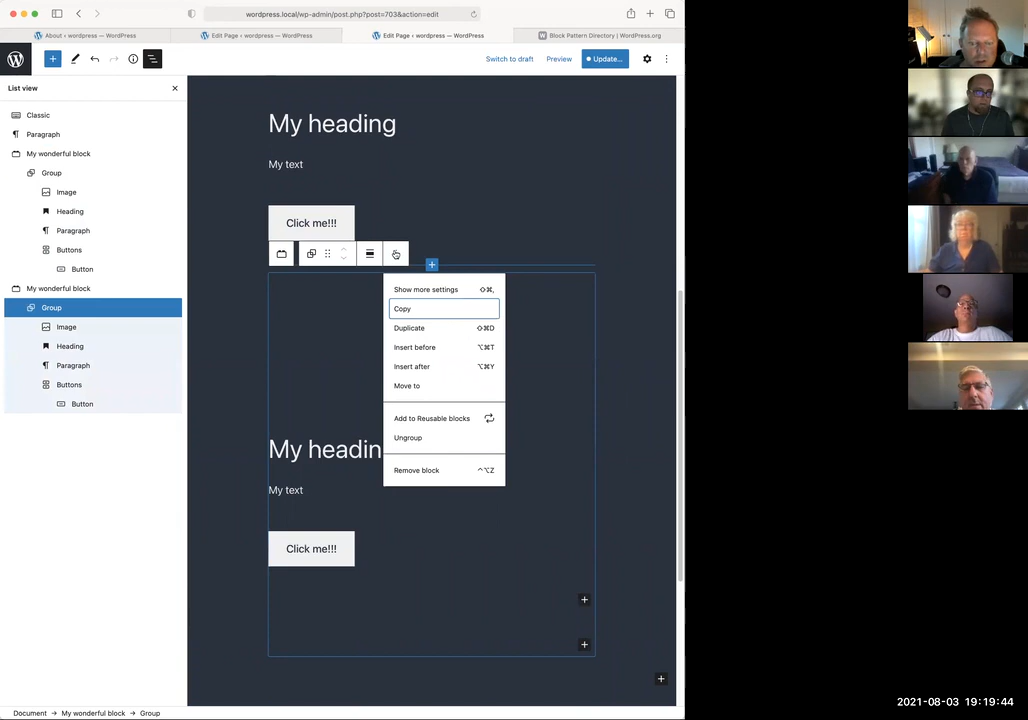 wordpress.local/wp-admin/post.php?post=703&action=edit
About ‹ wordpress — WordPress
Edit Page ‹ wordpress — WordPress
Edit Page ‹ wordpress — WordPress
Block Pattern Directory | WordPress.org
Switch to draft
Preview
Update...
List view
Classic
Paragraph
My wonderful block
Group
Image
Heading
Paragraph
Buttons
Button
My wonderful block
Group
Image
Heading
Paragraph
Buttons
Button
My heading
My text
Click me!!!
Show more settings ⇧⌘,
Copy
Duplicate ⇧⌘D
Insert before ⌥⌘T
Insert after ⌥⌘Y
Move to
Add to Reusable blocks
Ungroup
Remove block ^⌥Z
My headin
My text
Click me!!!
Document → My wonderful block → Group
2021-08-03 19:19:44